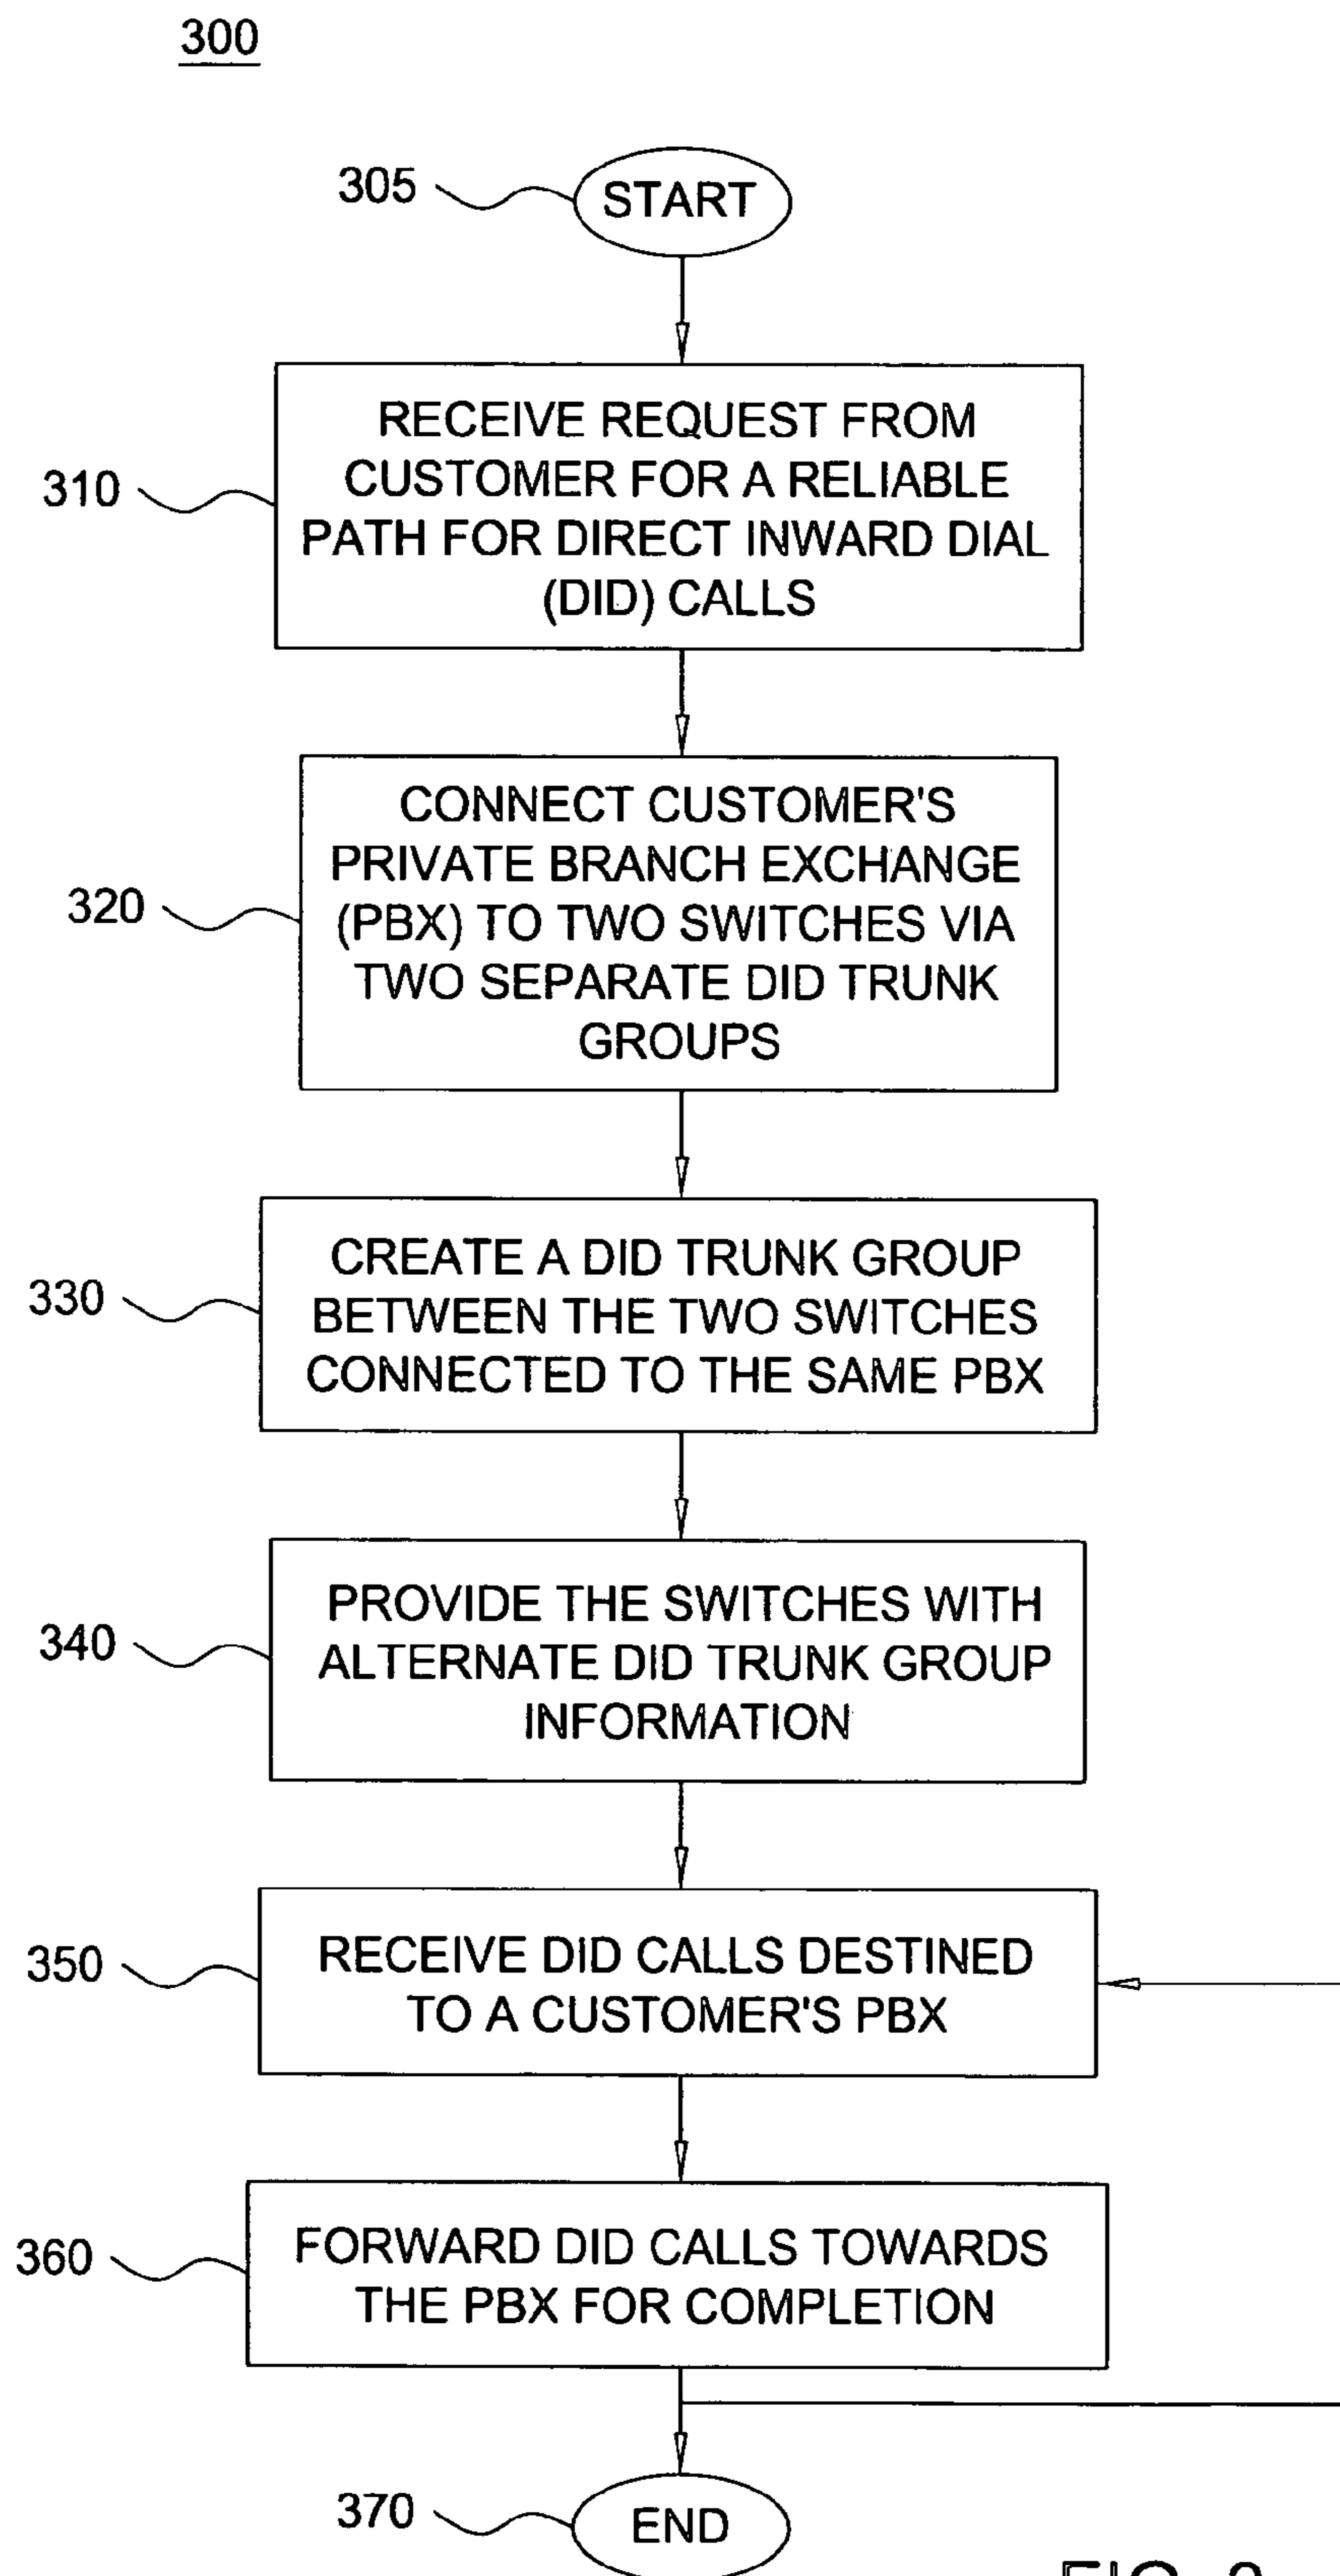 300
305
START
310
RECEIVE REQUEST FROM
CUSTOMER FOR A RELIABLE
PATH FOR DIRECT INWARD DIAL
(DID) CALLS
320
CONNECT CUSTOMER'S
PRIVATE BRANCH EXCHANGE
(PBX) TO TWO SWITCHES VIA
TWO SEPARATE DID TRUNK
GROUPS
330
CREATE A DID TRUNK GROUP
BETWEEN THE TWO SWITCHES
CONNECTED TO THE SAME PBX
340
PROVIDE THE SWITCHES WITH
ALTERNATE DID TRUNK GROUP
INFORMATION
350
RECEIVE DID CALLS DESTINED
TO A CUSTOMER'S PBX
360
FORWARD DID CALLS TOWARDS
THE PBX FOR COMPLETION
370
END
FIG.